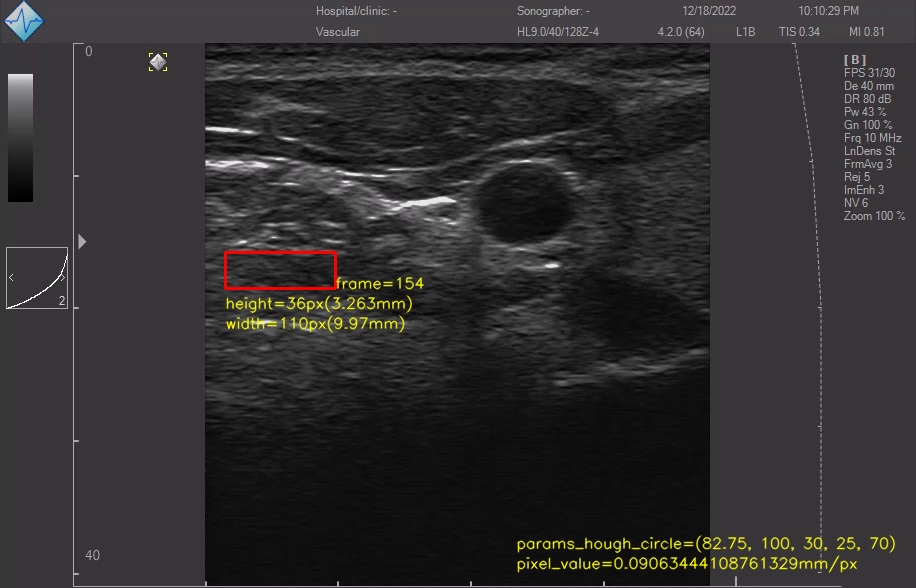 Hospital/clinic: - Sonographer: - 12/18/2022 10:10:29 PM
Vascular HL9.0/40/128Z-4 4.2.0 (64) L1B TIS 0.34 MI 0.81
0
[ B ]
FPS 31/30
De 40 mm
DR 80 dB
Pw 43 %
Gn 100 %
Frq 10 MHz
LnDens St
FrmAvg 3
Rej 5
ImEnh 3
NV 6
Zoom 100 %
2
frame=154
height=36px(3.263mm)
width=110px(9.97mm)
40
params_hough_circle=(82.75, 100, 30, 25, 70)
pixel_value=0.09063444108761329mm/px